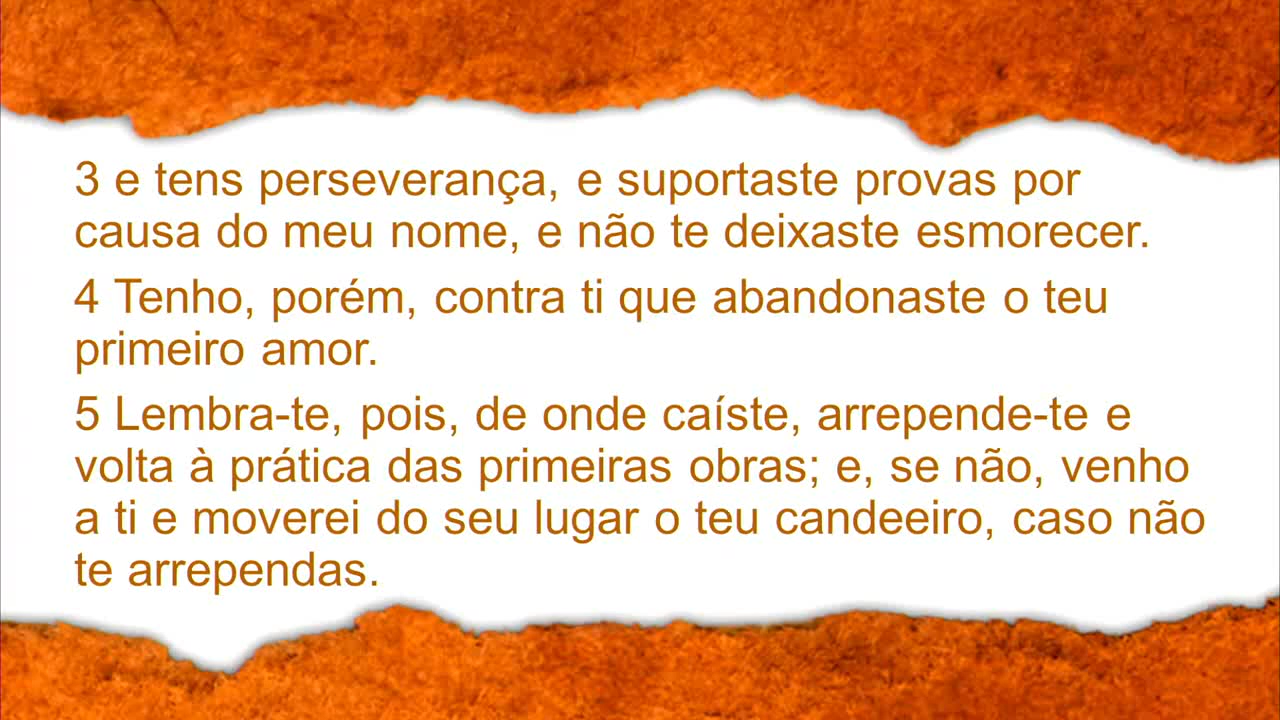 3 e tens perseverança, e suportaste provas por
causa do meu nome, e não te deixaste esmorecer.
4 Tenho, porém, contra ti que abandonaste o teu
primeiro amor.
5 Lembra-te, pois, de onde caíste, arrepende-te e
volta à prática das primeiras obras; e, se não, venho
a ti e moverei do seu lugar o teu candeeiro, caso não
te arrependas.